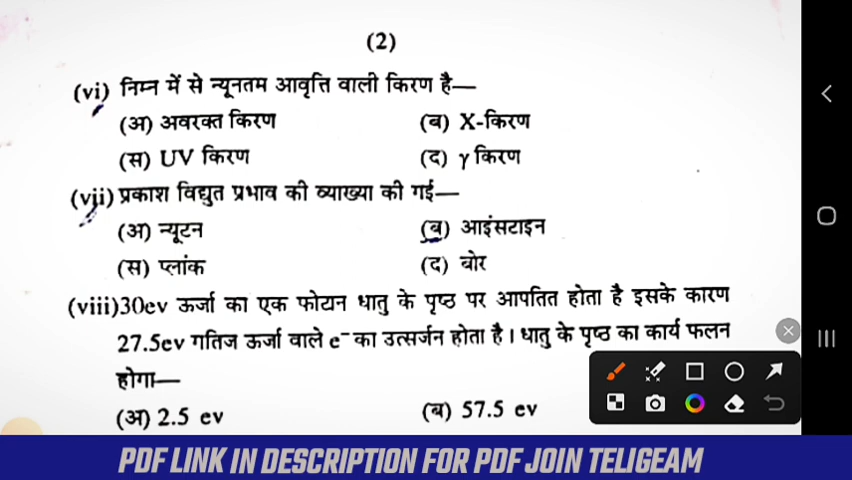 (2)
(vi) निम्न में से न्यूनतम आवृत्ति वाली किरण है—
(अ) अवरक्त किरण (ब) X-किरण
(स) UV किरण (द) γ किरण
(vii) प्रकाश विद्युत प्रभाव की व्याख्या की गई—
(अ) न्यूटन (ब) आइंसटाइन
(स) प्लांक (द) बोर
(viii) 30ev ऊर्जा का एक फोटान धातु के पृष्ठ पर आपतित होता है इसके कारण
27.5ev गतिज ऊर्जा वाले e⁻ का उत्सर्जन होता है। धातु के पृष्ठ का कार्य फलन
होगा—
(अ) 2.5 ev (ब) 57.5 ev
PDF LINK IN DESCRIPTION FOR PDF JOIN TELIGEAM